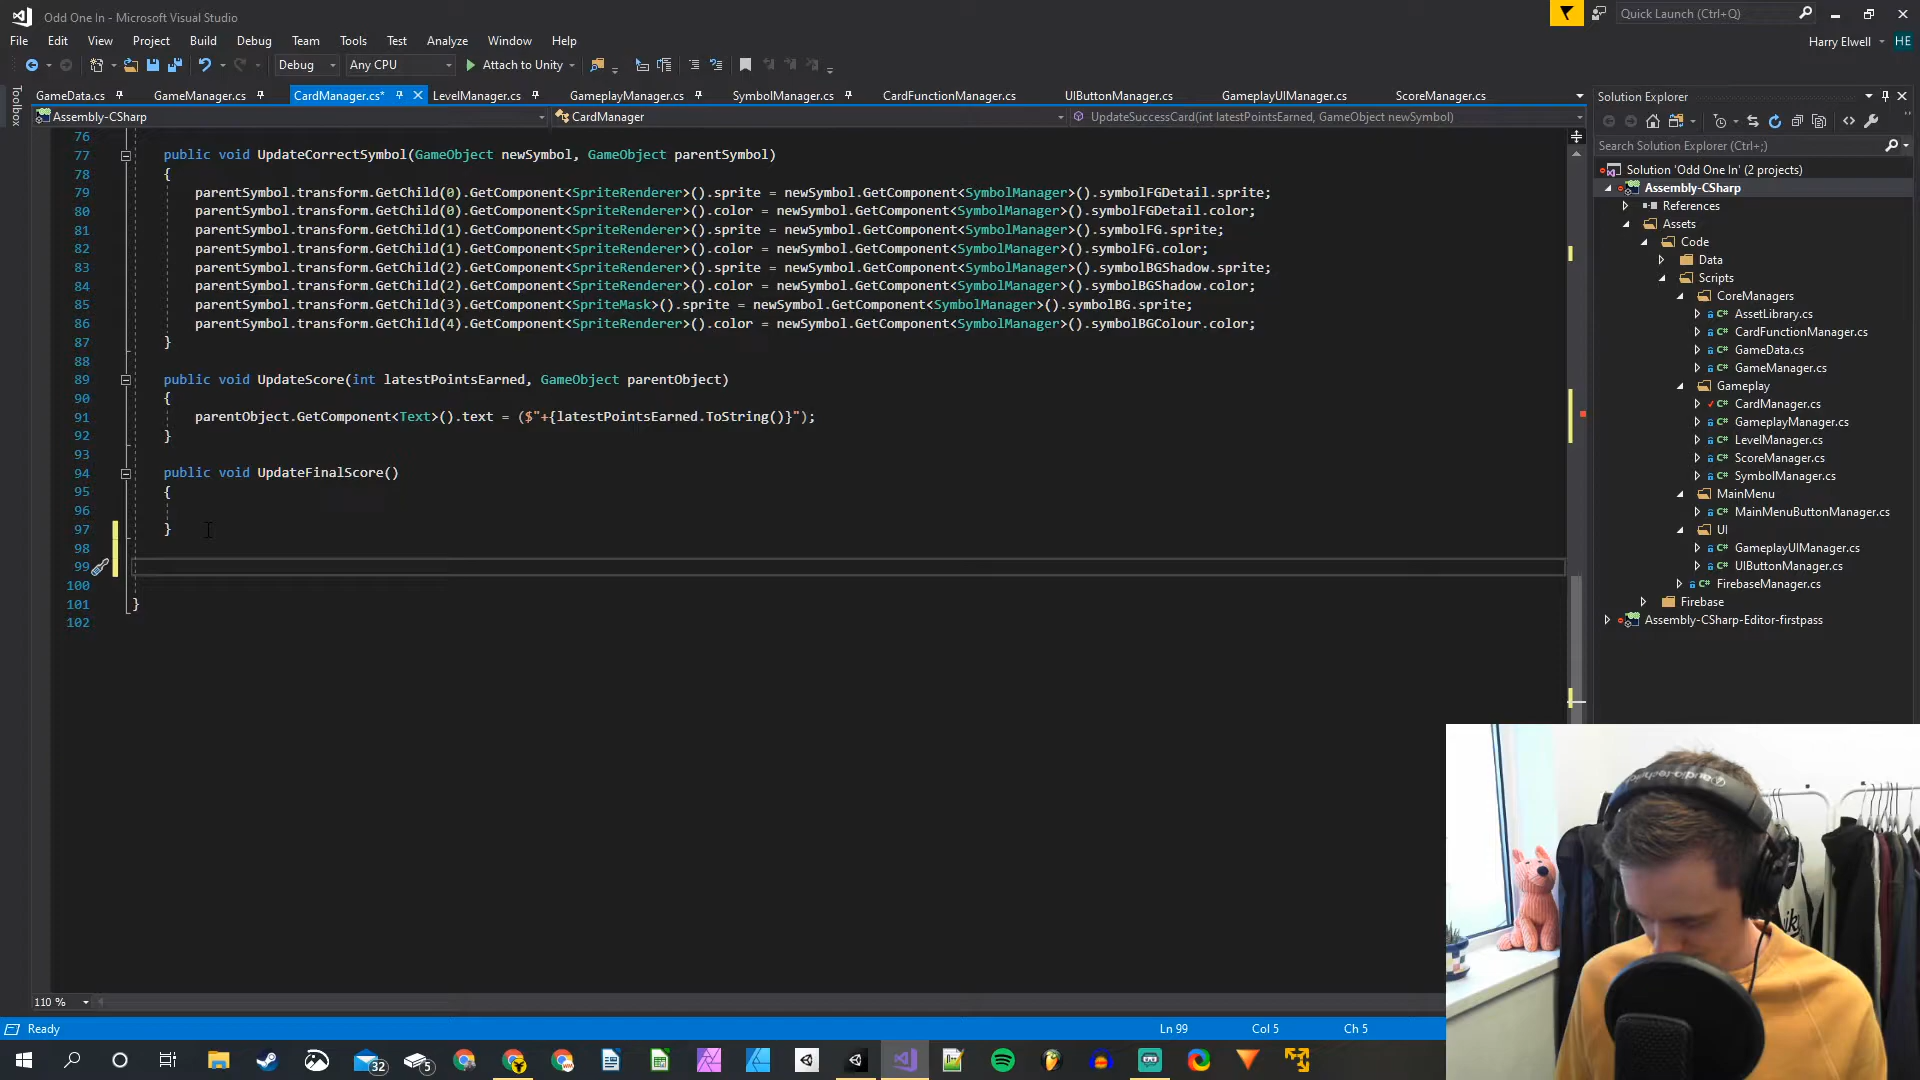 Odd One In - Microsoft Visual Studio
Quick Launch (Ctrl+Q)
File Edit View Project Build Debug Team Tools Test Analyze Window Help
Harry Elwell HE
Debug Any CPU Attach to Unity
Toolbox
GameData.cs GameManager.cs CardManager.cs* LevelManager.cs GameplayManager.cs SymbolManager.cs CardFunctionManager.cs UIButtonManager.cs GameplayUIManager.cs ScoreManager.cs
Assembly-CSharp CardManager UpdateSuccessCard(int latestPointsEarned, GameObject newSymbol)
76
77 public void UpdateCorrectSymbol(GameObject newSymbol, GameObject parentSymbol)
78 {
79 parentSymbol.transform.GetChild(0).GetComponent<SpriteRenderer>().sprite = newSymbol.GetComponent<SymbolManager>().symbolFGDetail.sprite;
80 parentSymbol.transform.GetChild(0).GetComponent<SpriteRenderer>().color = newSymbol.GetComponent<SymbolManager>().symbolFGDetail.color;
81 parentSymbol.transform.GetChild(1).GetComponent<SpriteRenderer>().sprite = newSymbol.GetComponent<SymbolManager>().symbolFG.sprite;
82 parentSymbol.transform.GetChild(1).GetComponent<SpriteRenderer>().color = newSymbol.GetComponent<SymbolManager>().symbolFG.color;
83 parentSymbol.transform.GetChild(2).GetComponent<SpriteRenderer>().sprite = newSymbol.GetComponent<SymbolManager>().symbolBGShadow.sprite;
84 parentSymbol.transform.GetChild(2).GetComponent<SpriteRenderer>().color = newSymbol.GetComponent<SymbolManager>().symbolBGShadow.color;
85 parentSymbol.transform.GetChild(3).GetComponent<SpriteMask>().sprite = newSymbol.GetComponent<SymbolManager>().symbolBG.sprite;
86 parentSymbol.transform.GetChild(4).GetComponent<SpriteRenderer>().color = newSymbol.GetComponent<SymbolManager>().symbolBGColour.color;
87 }
88
89 public void UpdateScore(int latestPointsEarned, GameObject parentObject)
90 {
91 parentObject.GetComponent<Text>().text = ($"+{latestPointsEarned.ToString()}");
92 }
93
94 public void UpdateFinalScore()
95 {
96
97 }
98
99
100
101 }
102
Solution Explorer
Search Solution Explorer (Ctrl+;)
Solution 'Odd One In' (2 projects)
Assembly-CSharp
References
Assets
Code
Data
Scripts
CoreManagers
AssetLibrary.cs
CardFunctionManager.cs
GameData.cs
GameManager.cs
Gameplay
CardManager.cs
GameplayManager.cs
LevelManager.cs
ScoreManager.cs
SymbolManager.cs
MainMenu
MainMenuButtonManager.cs
UI
GameplayUIManager.cs
UIButtonManager.cs
FirebaseManager.cs
Firebase
Assembly-CSharp-Editor-firstpass
110 %
Ready Ln 99 Col 5 Ch 5
32 5